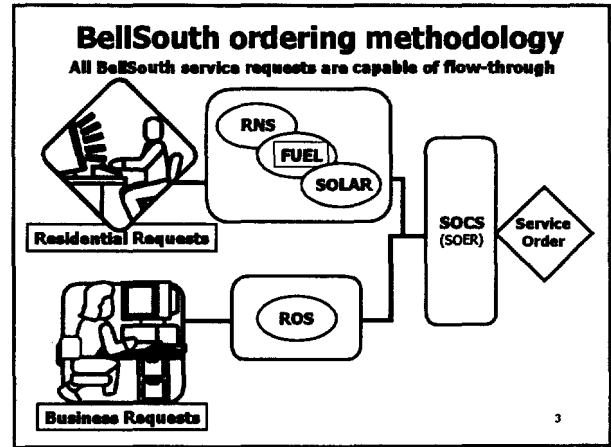 BellSouth ordering methodology
All BellSouth service requests are capable of flow-through
RNS
FUEL
SOLAR
Residential Requests
SOCS
(SOER)
Service
Order
ROS
Business Requests
3